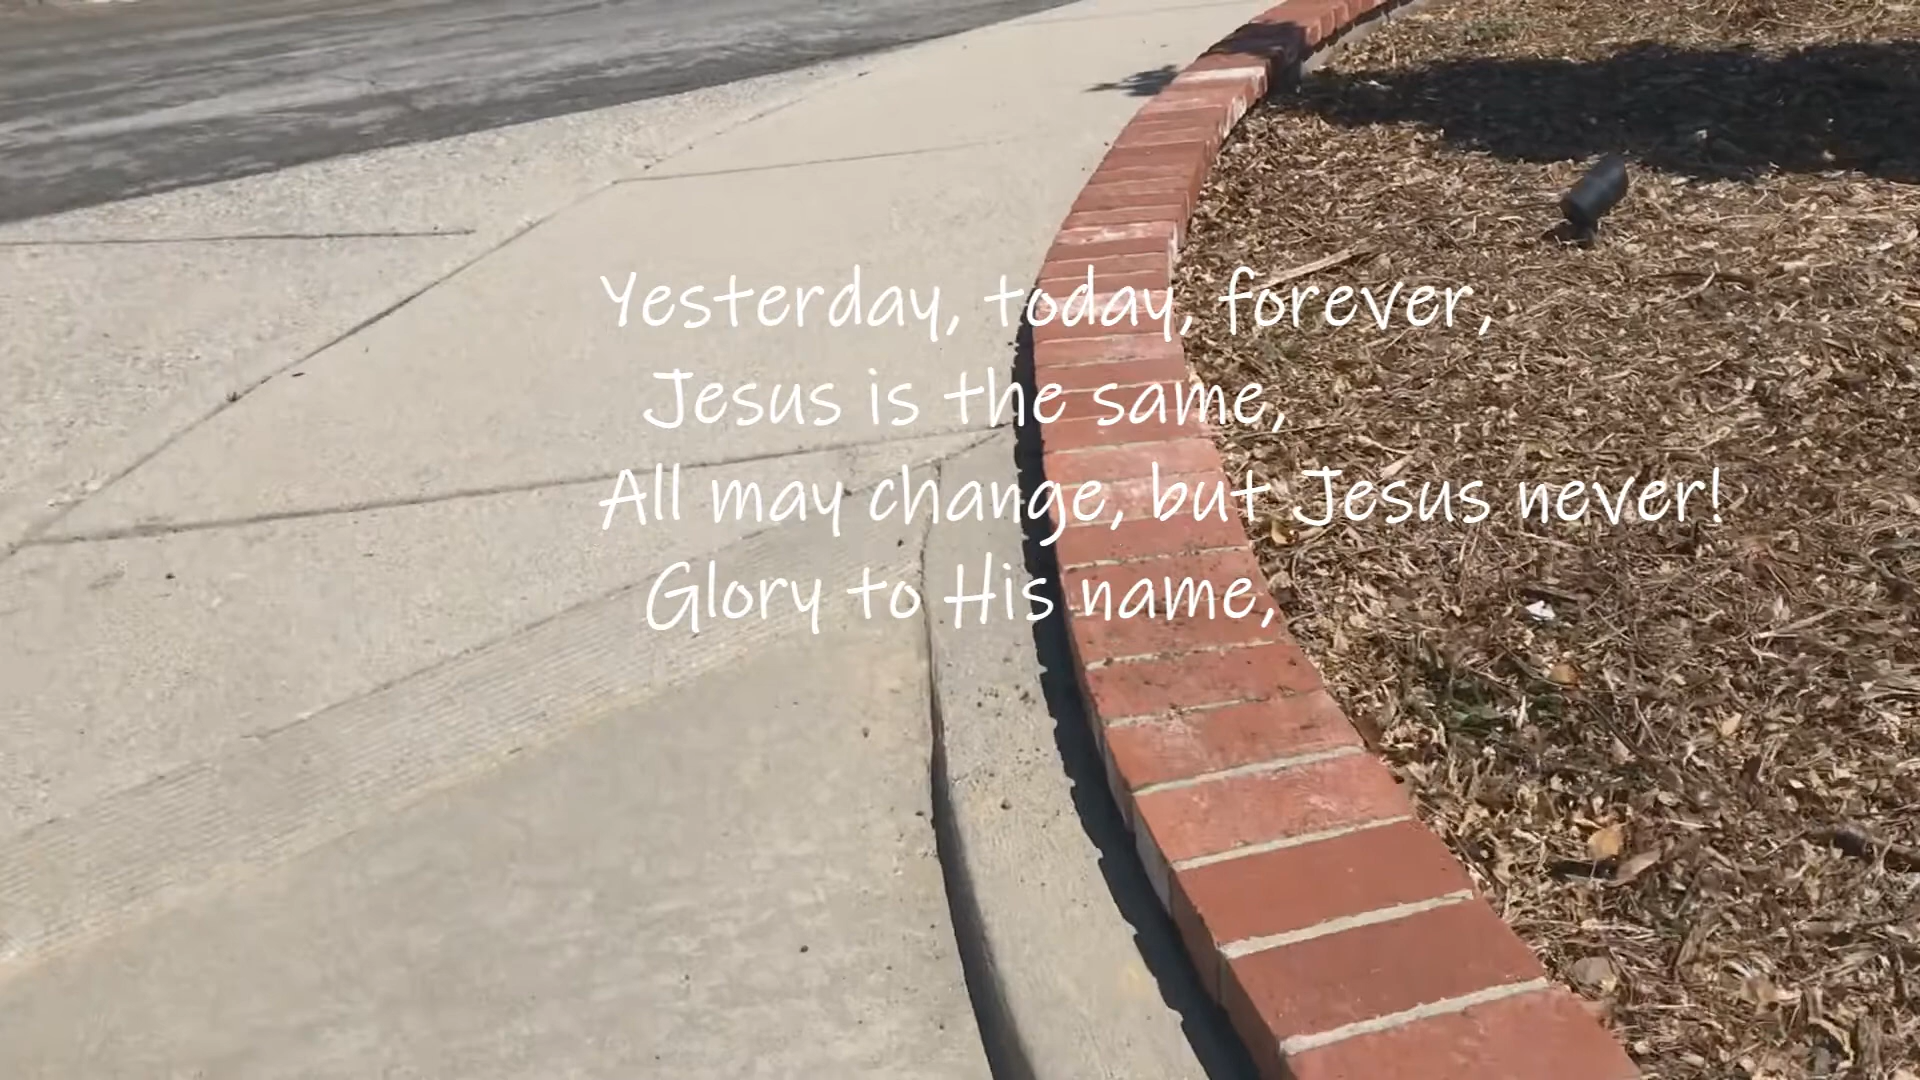 Yesterday, today, forever,
Jesus is the same,
All may change, but Jesus never!
Glory to His name,